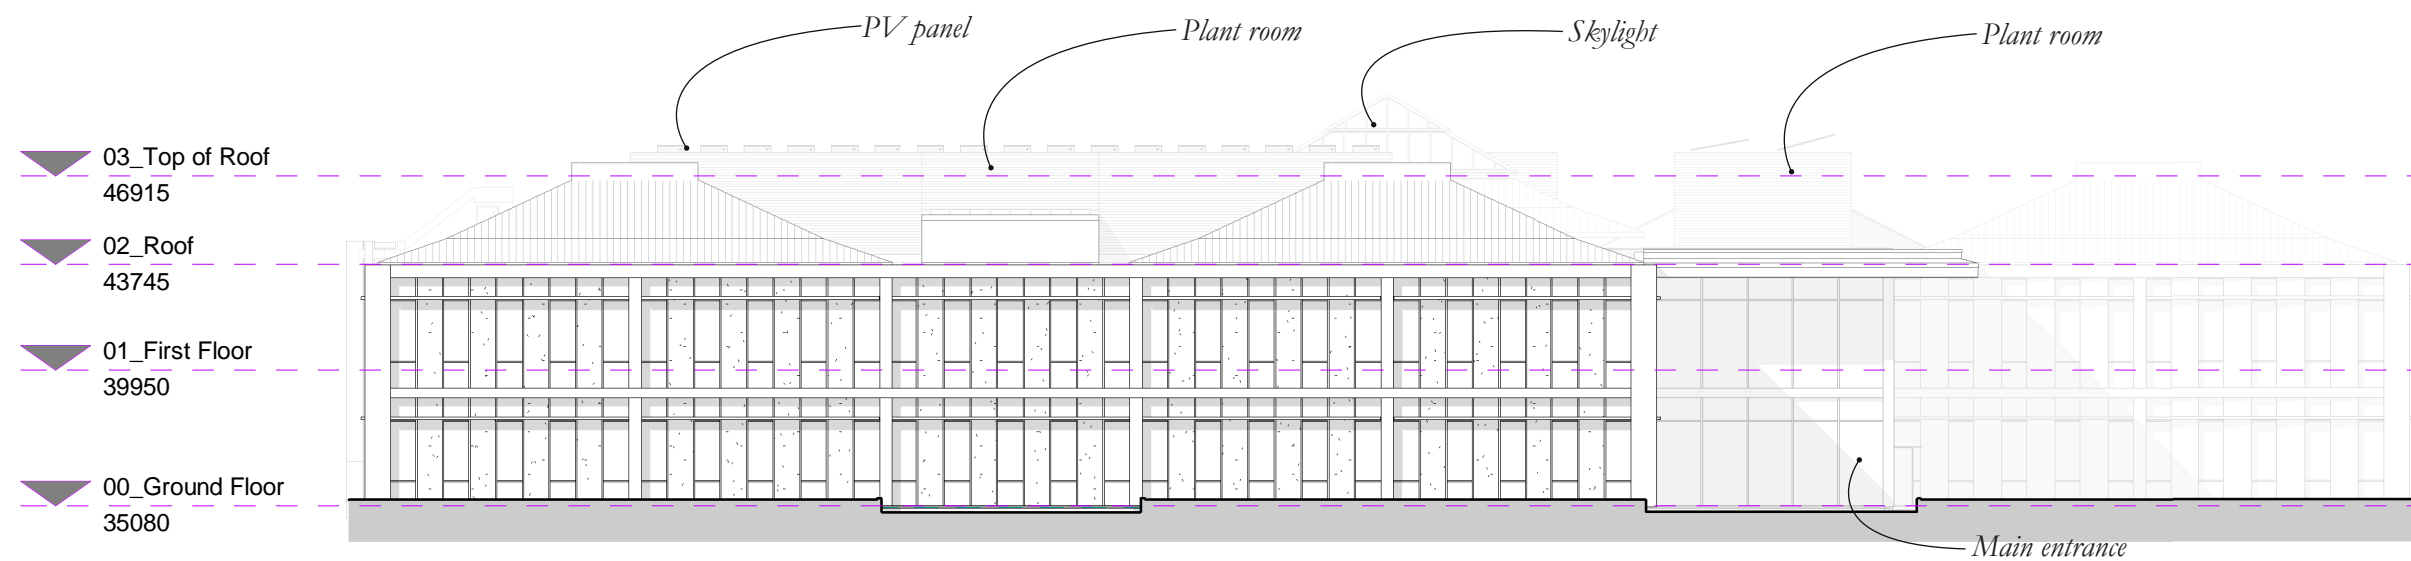 PV panel
Plant room
Skylight
Plant room
03_Top of Roof
46915
02_Roof
43745
01_First Floor
39950
00_Ground Floor
35080
Main entrance